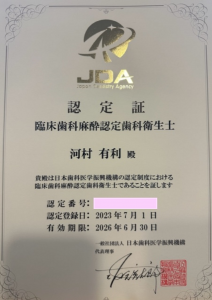 JDA
認定証
臨床歯科麻酔認定歯科衛生士
河村 有利 殿
貴殿は日本歯科医学振興機構の認定制度における
臨床歯科麻酔認定歯科衛生士であることを証します
認定番号:
認定登録日: 2023年7月1日
有効期限: 2026年6月30日
一般社団法人 日本歯科医学振興機構
代表理事